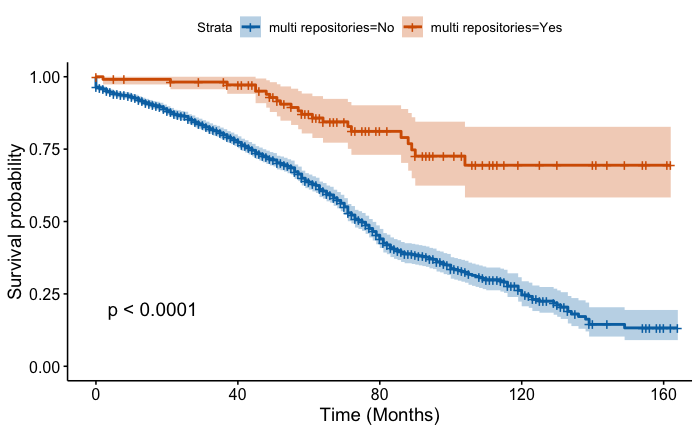 Strata multi repositories=No multi repositories=Yes
1.00
0.75
0.50
0.25
0.00
Survival probability
p < 0.0001
0 40 80 120 160
Time (Months)